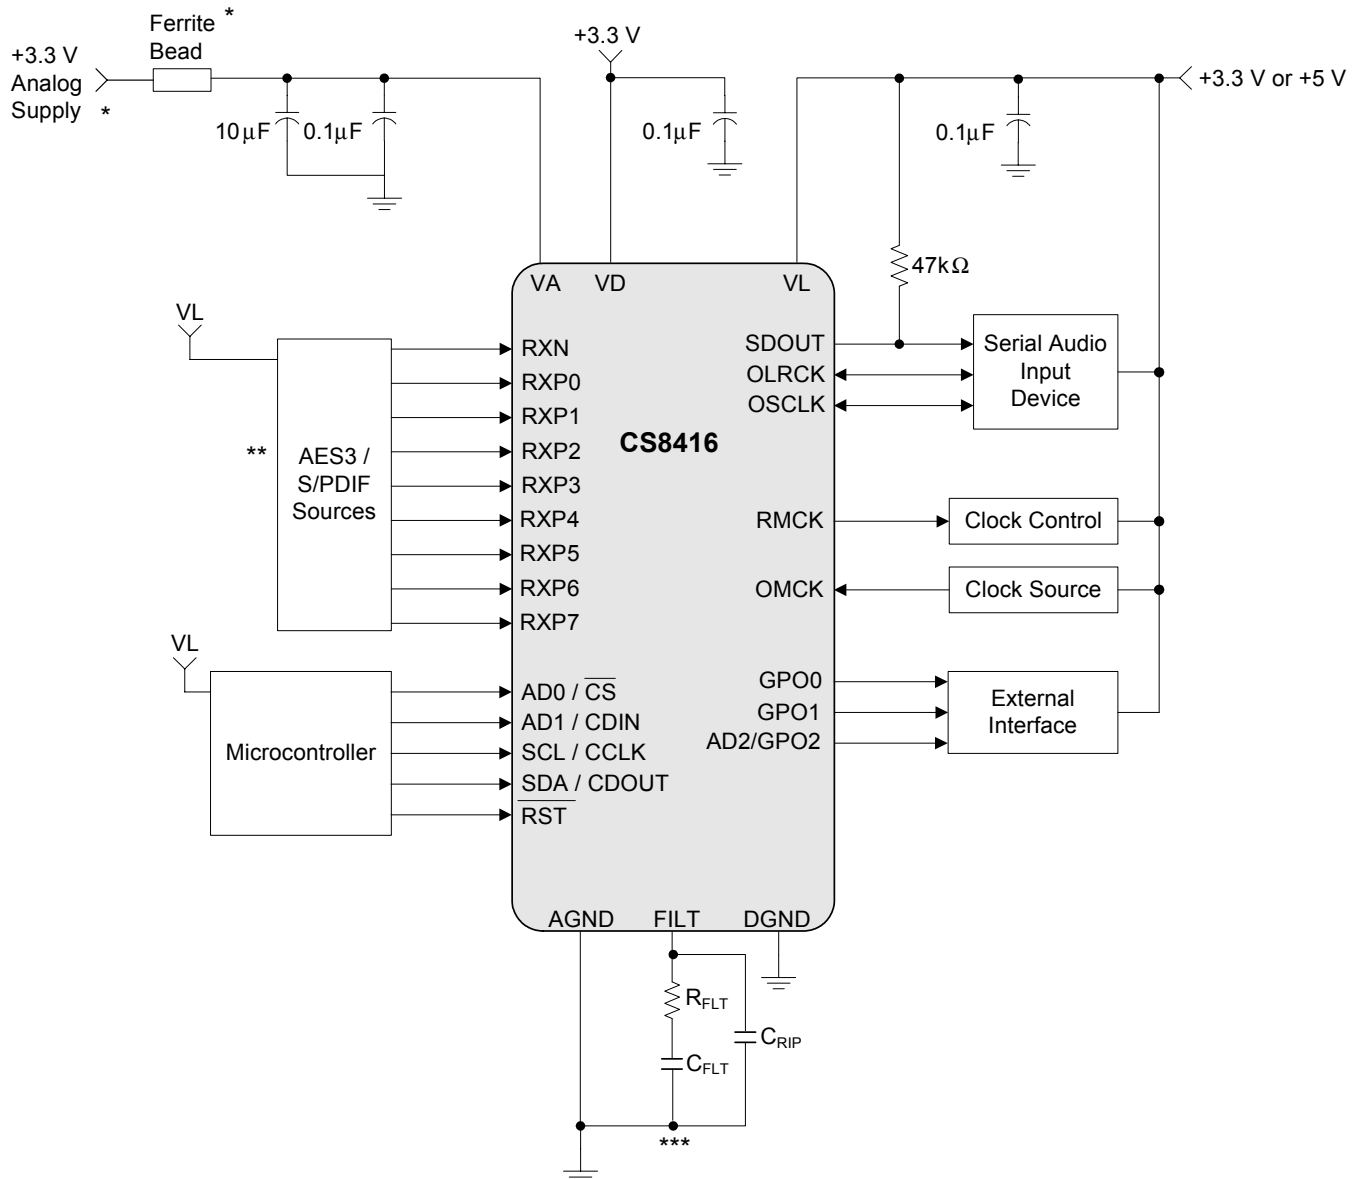 Ferrite *
Bead
+3.3 V
Analog
Supply *
10µF
0.1µF
+3.3 V
0.1µF
+3.3 V or +5 V
0.1µF
47kΩ
VA
VD
VL
VL
**
AES3 /
S/PDIF
Sources
RXN
RXP0
RXP1
RXP2
RXP3
RXP4
RXP5
RXP6
RXP7
VL
Microcontroller
AD0 / C̅S̅
AD1 / CDIN
SCL / CCLK
SDA / CDOUT
R̅S̅T̅
CS8416
SDOUT
OLRCK
OSCLK
Serial Audio
Input
Device
RMCK
Clock Control
OMCK
Clock Source
GPO0
GPO1
AD2/GPO2
External
Interface
AGND
FILT
DGND
RFLT
CFLT
CRIP
***